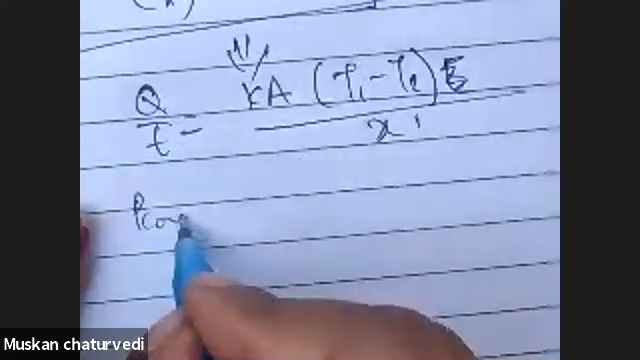 (x)
Q/t = KA (T₁ - T₂) / x
Muskan chaturvedi